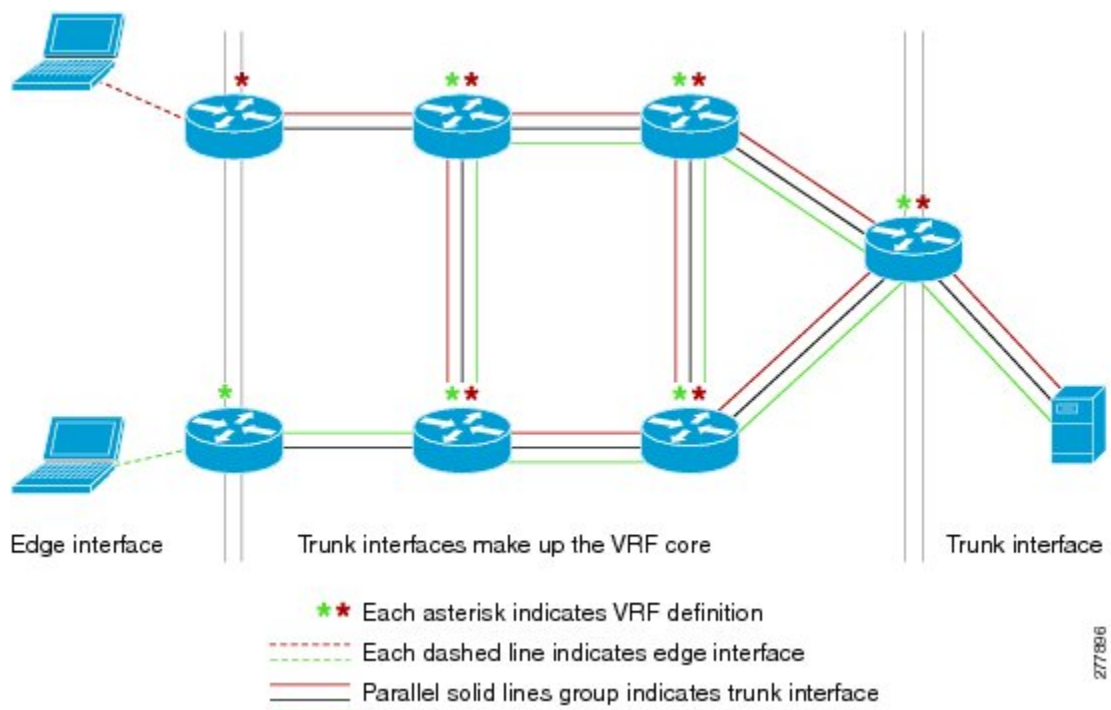 Edge interface
Trunk interfaces make up the VRF core
Trunk interface
** Each asterisk indicates VRF definition
Each dashed line indicates edge interface
Parallel solid lines group indicates trunk interface
277896